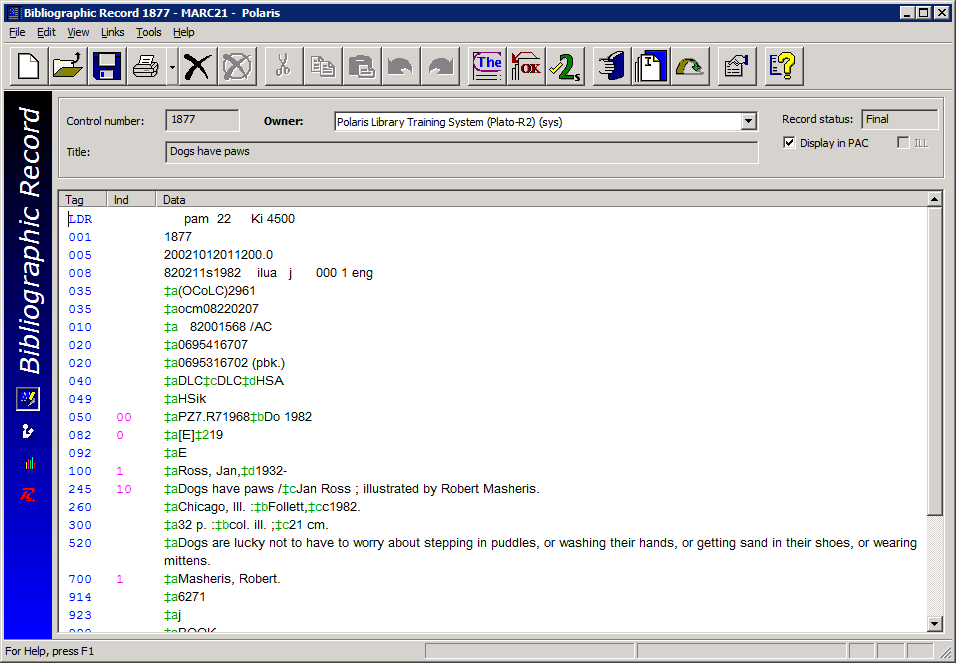 Bibliographic Record 1877 - MARC21 - Polaris
File Edit View Links Tools Help
The OK 2s
Bibliographic Record
Control number: 1877 Owner: Polaris Library Training System (Plato-R2) (sys) Record status: Final
Display in PAC ILL
Title: Dogs have paws
Tag Ind Data
LDR pam 22 Ki 4500
001 1877
005 20021012011200.0
008 820211s1982 ilua j 000 1 eng
035 ‡a(OCoLC)2961
035 ‡aocm08220207
010 ‡a 82001568 /AC
020 ‡a0695416707
020 ‡a0695316702 (pbk.)
040 ‡aDLC‡cDLC‡dHSA
049 ‡aHSik
050 00 ‡aPZ7.R71968‡bDo 1982
082 0 ‡a[E]‡219
092 ‡aE
100 1 ‡aRoss, Jan,‡d1932-
245 10 ‡aDogs have paws /‡cJan Ross ; illustrated by Robert Masheris.
260 ‡aChicago, Ill. :‡bFollett,‡cc1982.
300 ‡a32 p. :‡bcol. ill. ;‡c21 cm.
520 ‡aDogs are lucky not to have to worry about stepping in puddles, or washing their hands, or getting sand in their shoes, or wearing
mittens.
700 1 ‡aMasheris, Robert.
914 ‡a6271
923 ‡aj
‡aBOOK
For Help, press F1